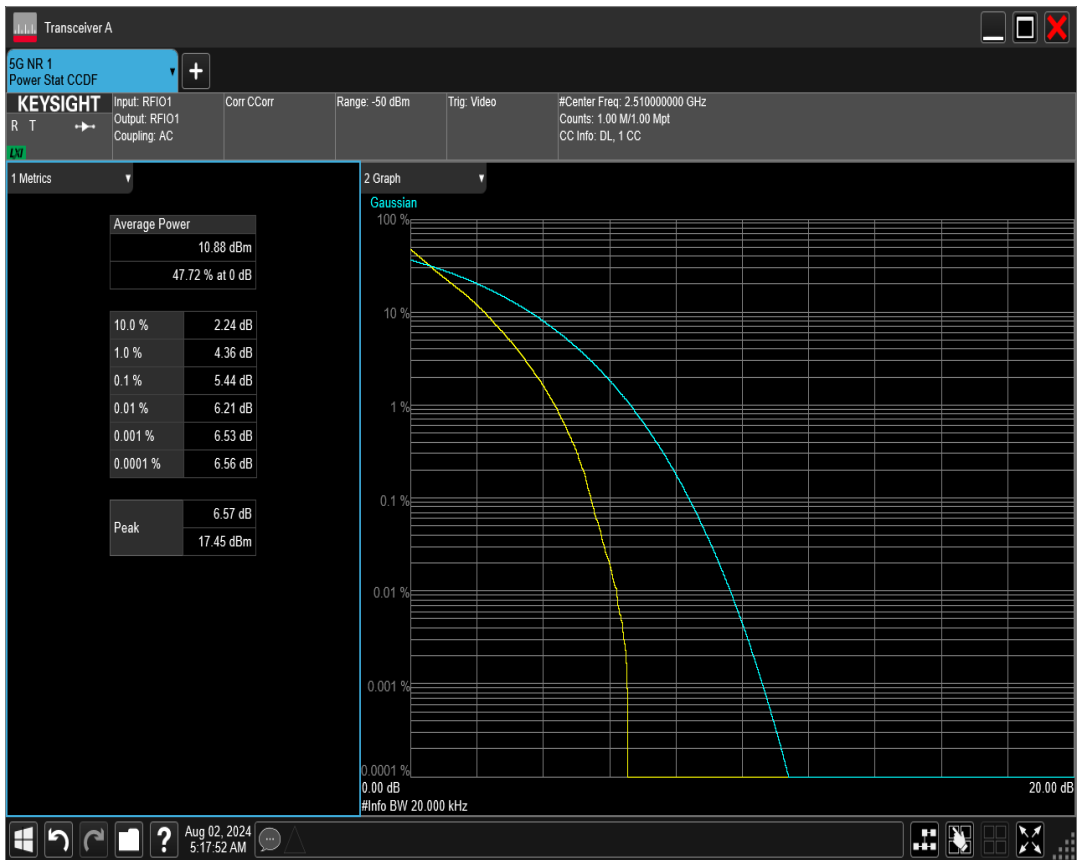 Transceiver A
5G NR 1
Power Stat CCDF
+
KEYSIGHT
R T
LXI
Input: RFIO1
Output: RFIO1
Coupling: AC
Corr CCorr
Range: -50 dBm
Trig: Video
#Center Freq: 2.510000000 GHz
Counts: 1.00 M/1.00 Mpt
CC Info: DL, 1 CC
1 Metrics
Average Power
10.88 dBm
47.72 % at 0 dB
10.0 % 2.24 dB
1.0 % 4.36 dB
0.1 % 5.44 dB
0.01 % 6.21 dB
0.001 % 6.53 dB
0.0001 % 6.56 dB
Peak
6.57 dB
17.45 dBm
2 Graph
Gaussian
100 %
10 %
1 %
0.1 %
0.01 %
0.001 %
0.0001 %
0.00 dB
20.00 dB
#Info BW 20.000 kHz
?
Aug 02, 2024
5:17:52 AM